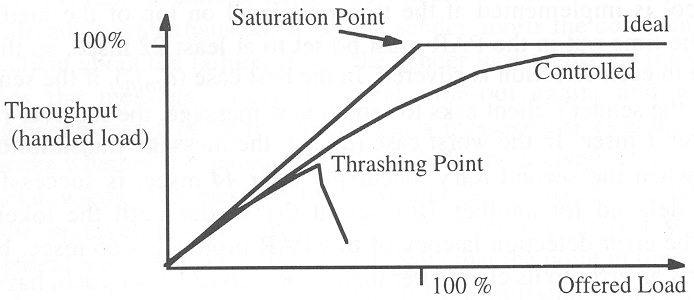 Saturation Point
Ideal
100%
Controlled
Throughput
(handled load)
Thrashing Point
100 %
Offered Load